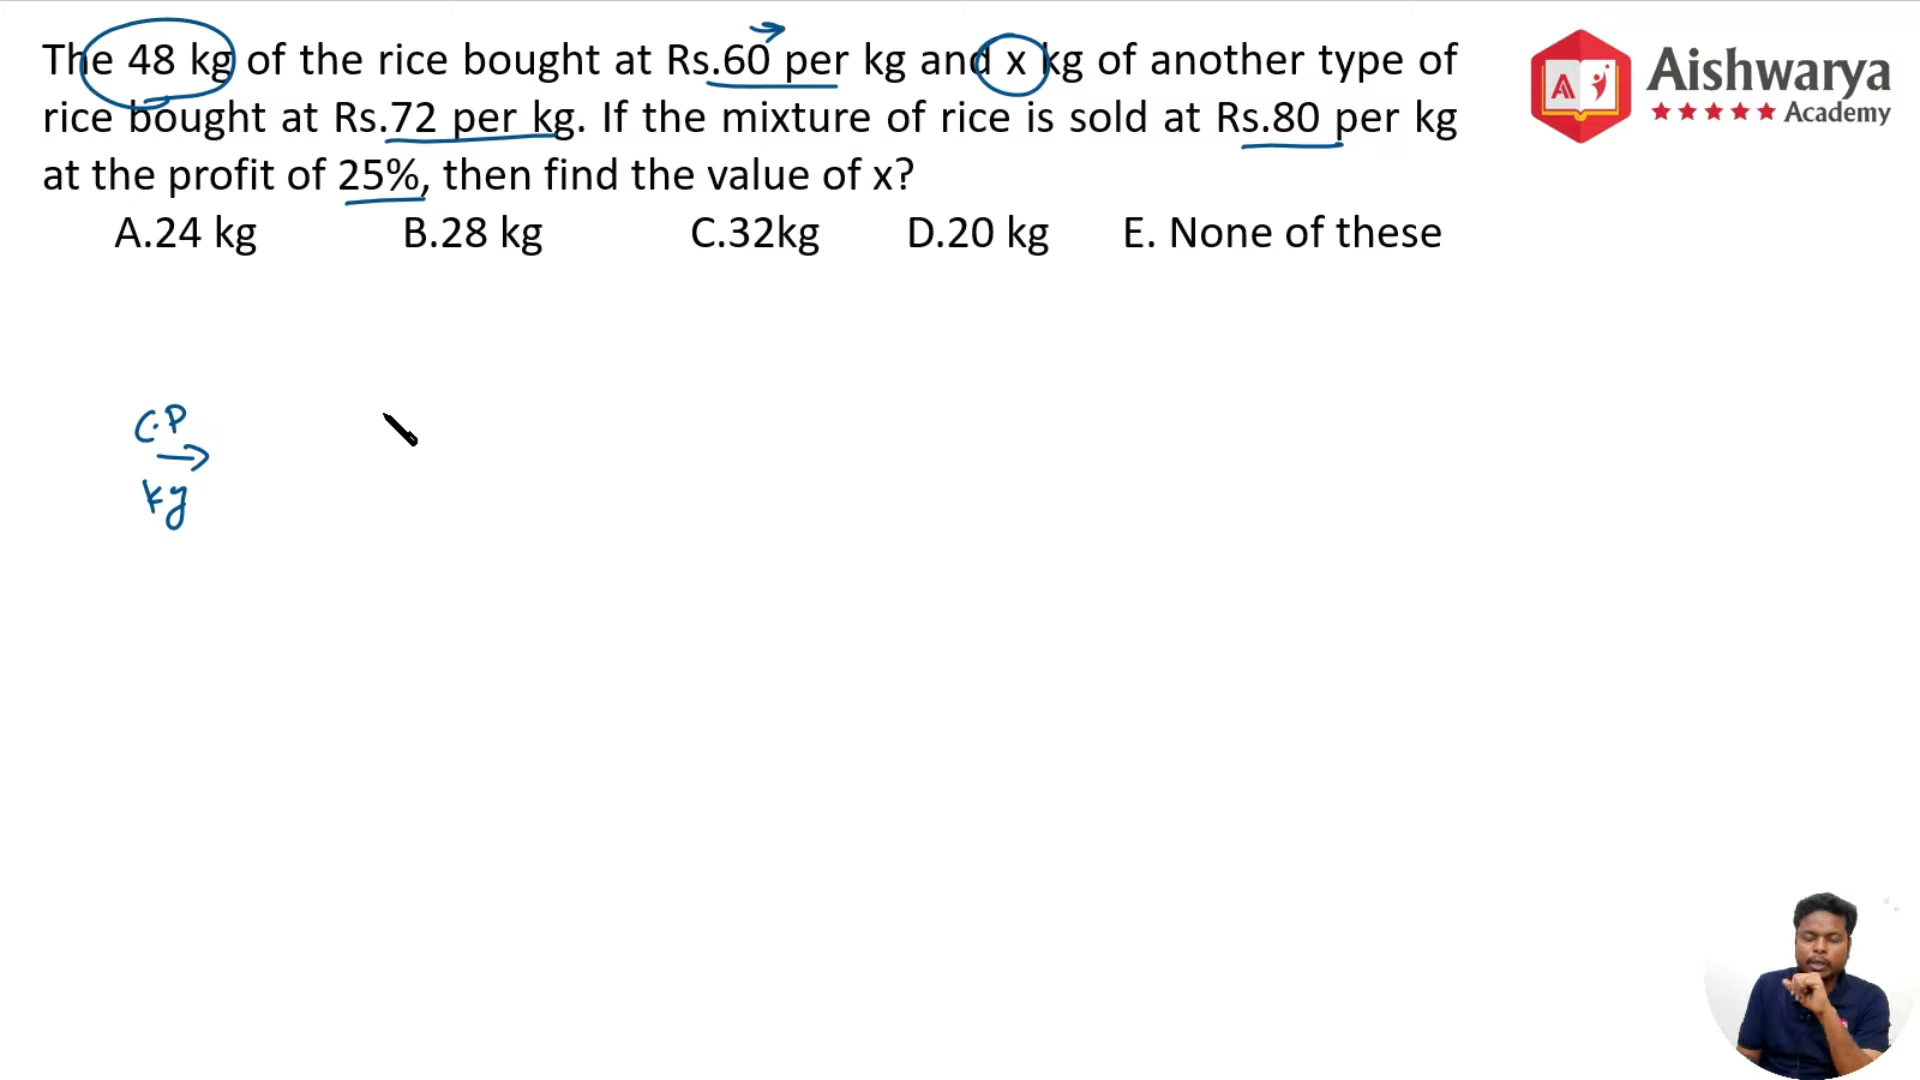 The 48 kg of the rice bought at Rs.60 per kg and x kg of another type of
rice bought at Rs.72 per kg. If the mixture of rice is sold at Rs.80 per kg
at the profit of 25%, then find the value of x?
A.24 kg B.28 kg C.32kg D.20 kg E. None of these
Aishwarya
Academy
C.P
kg